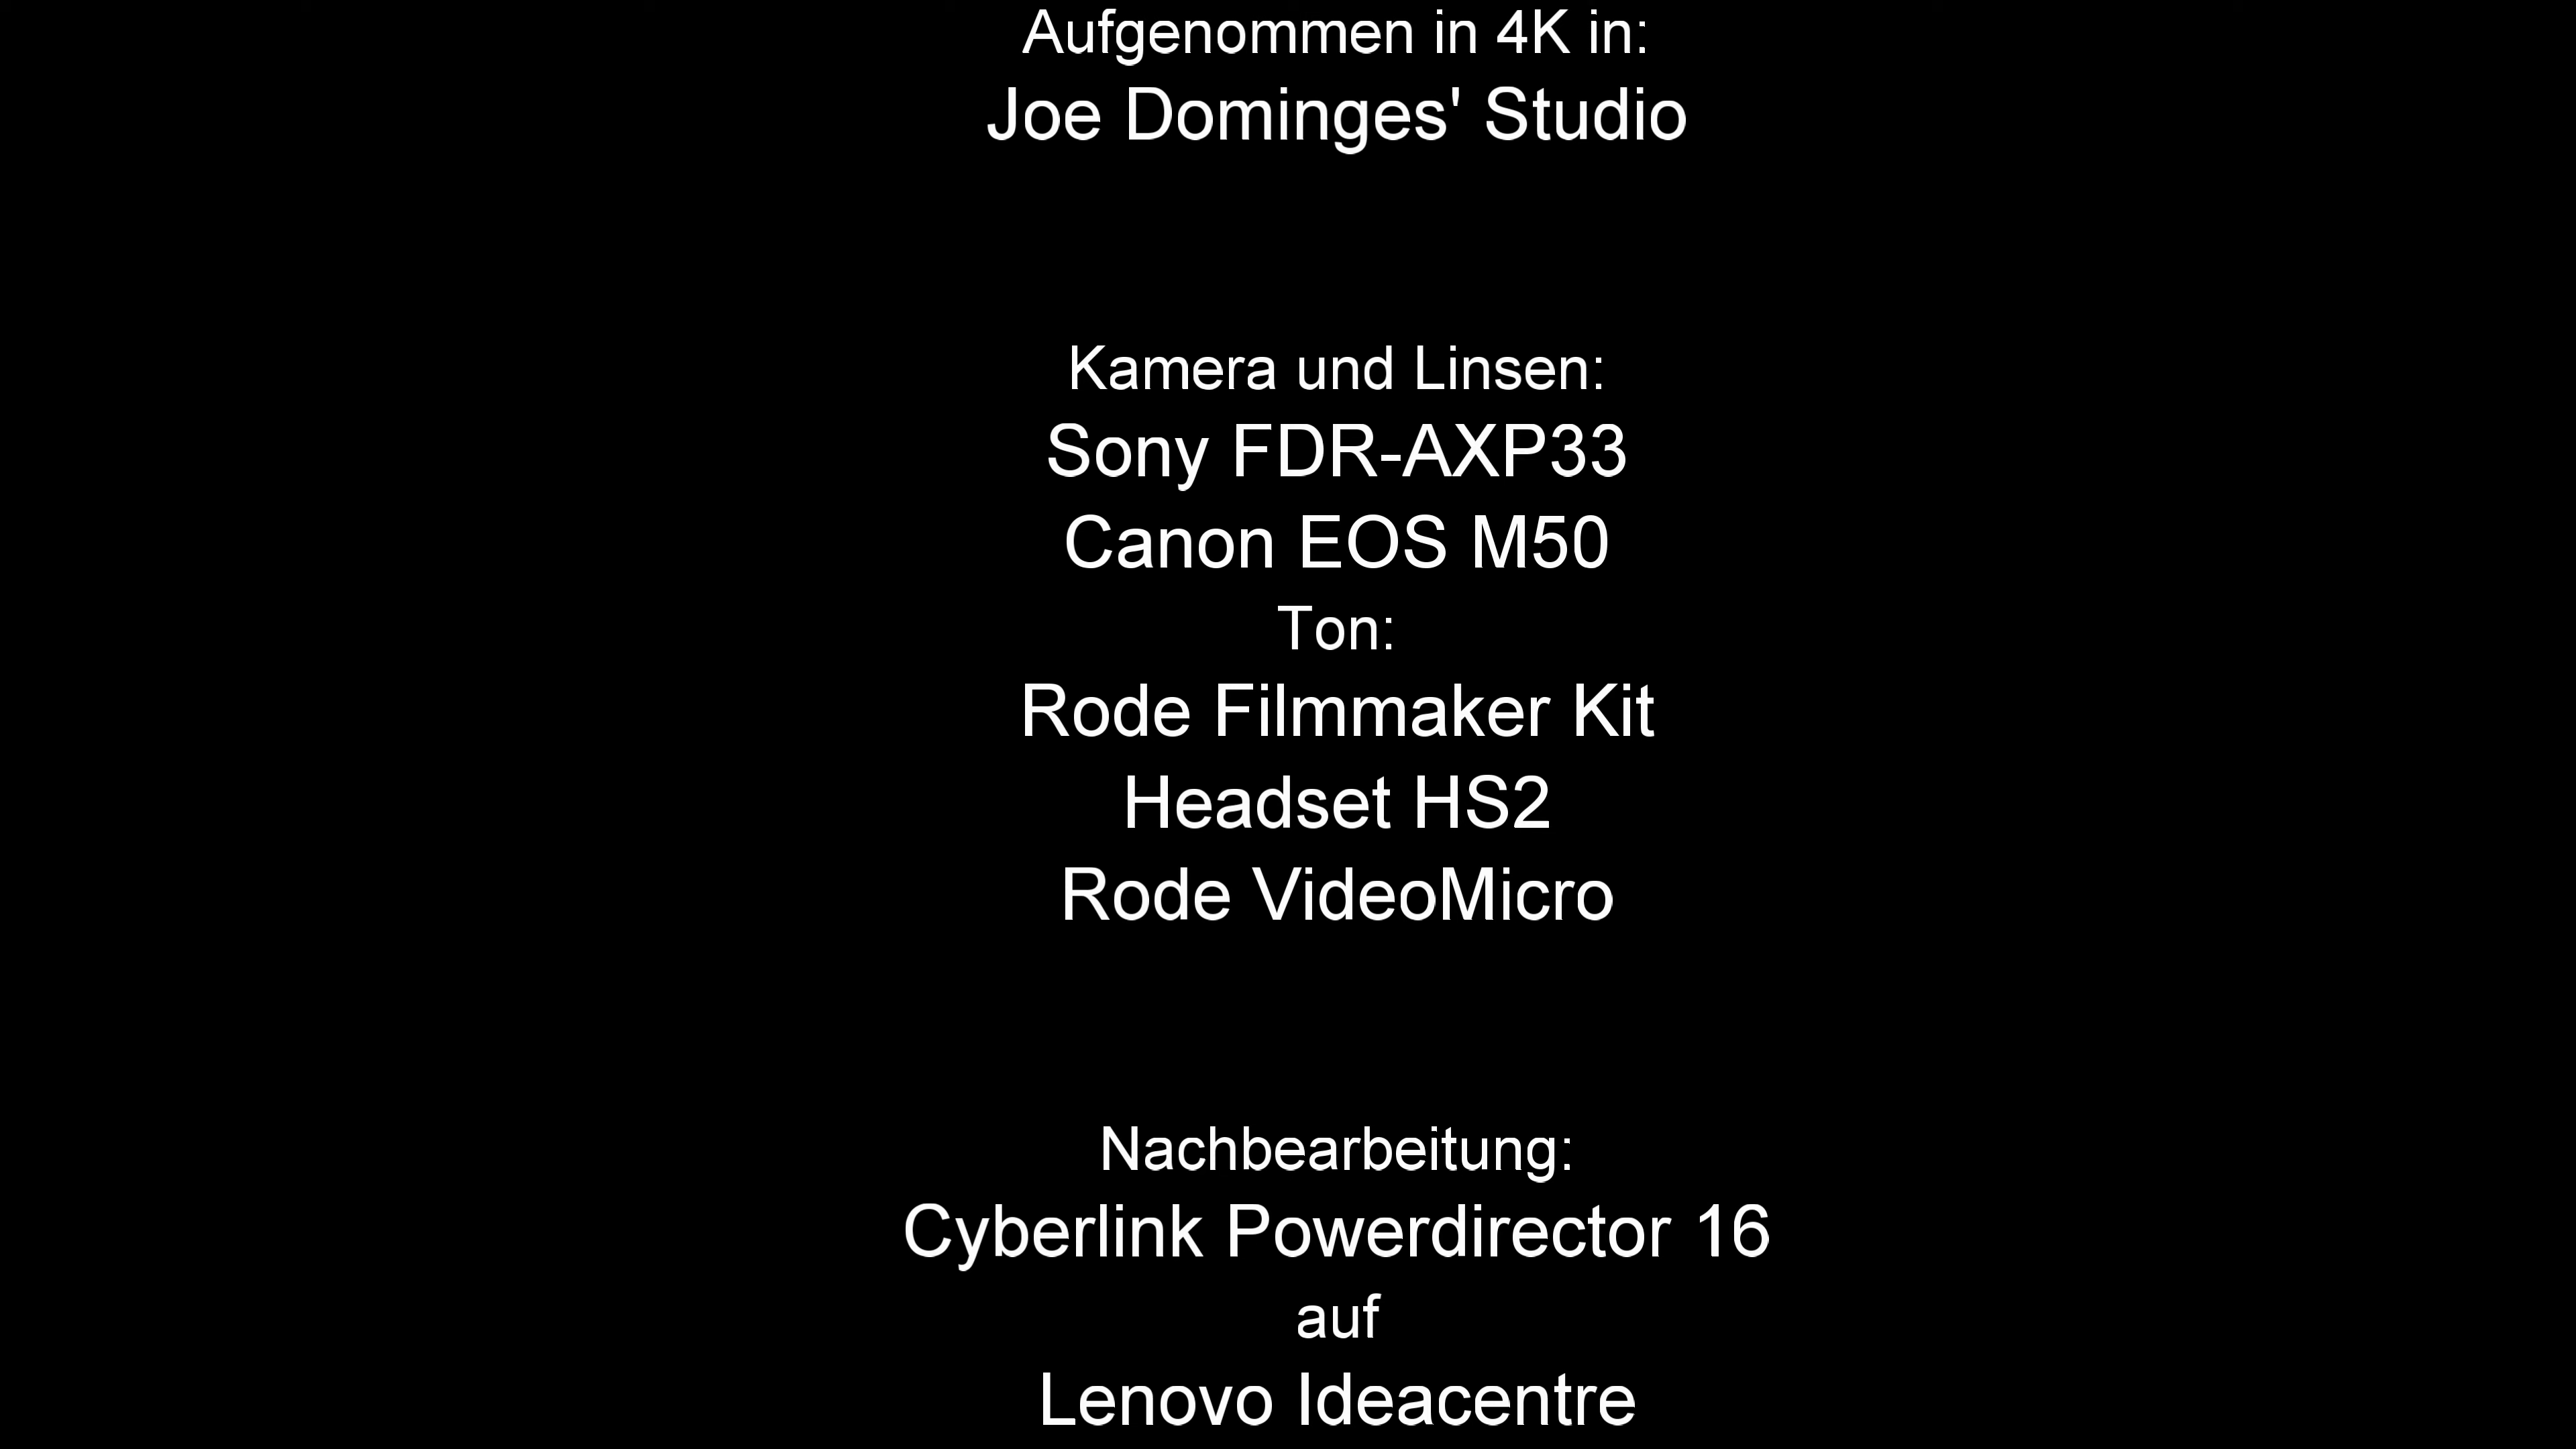 Aufgenommen in 4K in:
Joe Dominges' Studio
Kamera und Linsen:
Sony FDR-AXP33
Canon EOS M50
Ton:
Rode Filmmaker Kit
Headset HS2
Rode VideoMicro
Nachbearbeitung:
Cyberlink Powerdirector 16
auf
Lenovo Ideacentre